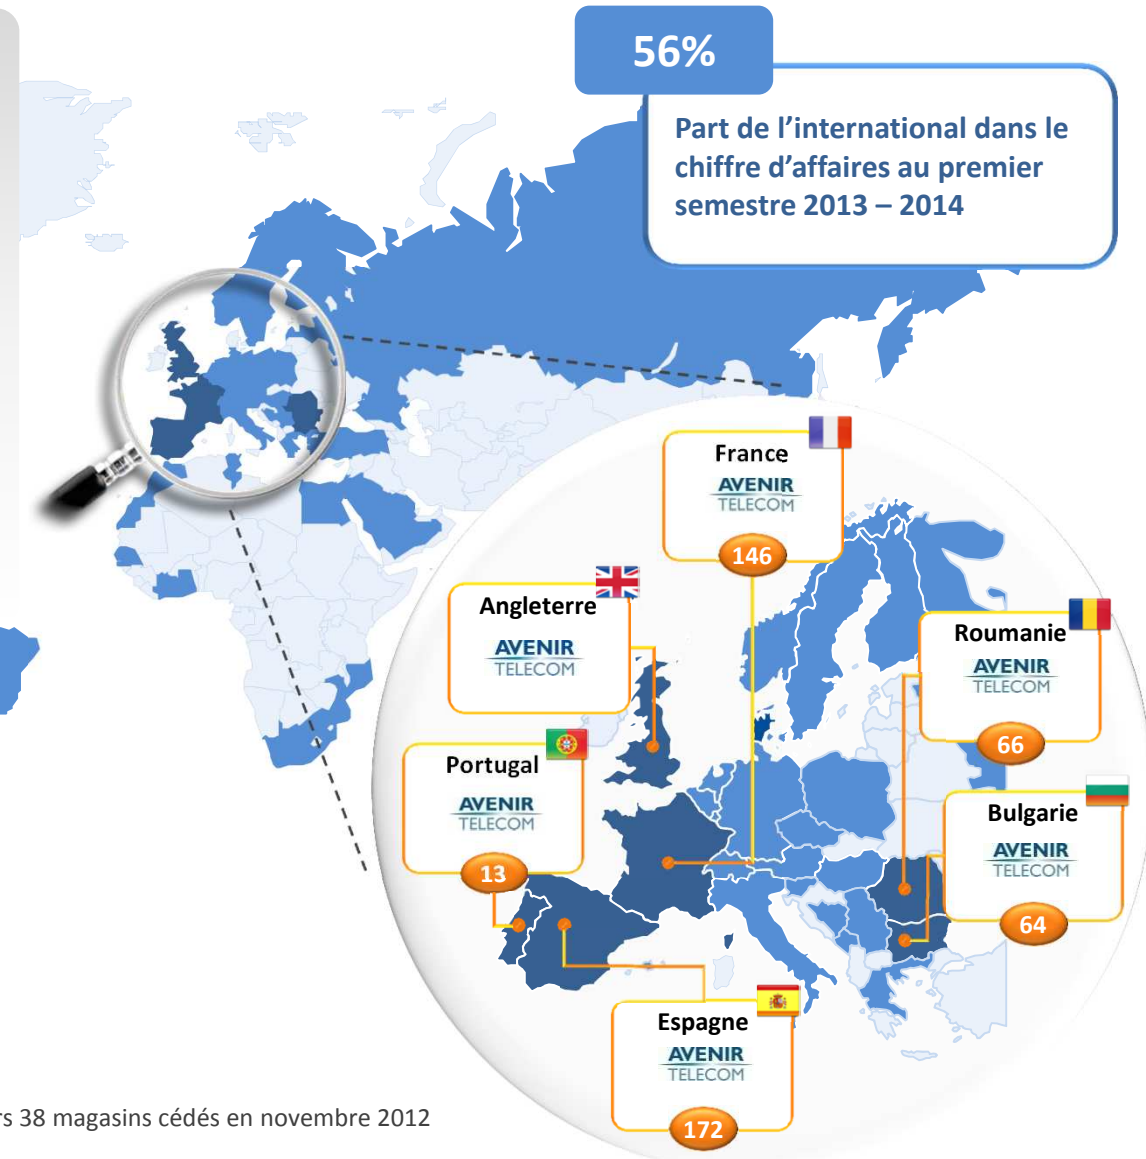 56%
Part de l’international dans le
chiffre d’affaires au premier
semestre 2013 – 2014
France
AVENIR
TELECOM
146
Angleterre
AVENIR
TELECOM
Roumanie
AVENIR
TELECOM
66
Portugal
AVENIR
TELECOM
13
Bulgarie
AVENIR
TELECOM
64
Espagne
AVENIR
TELECOM
172
38 magasins cédés en novembre 2012